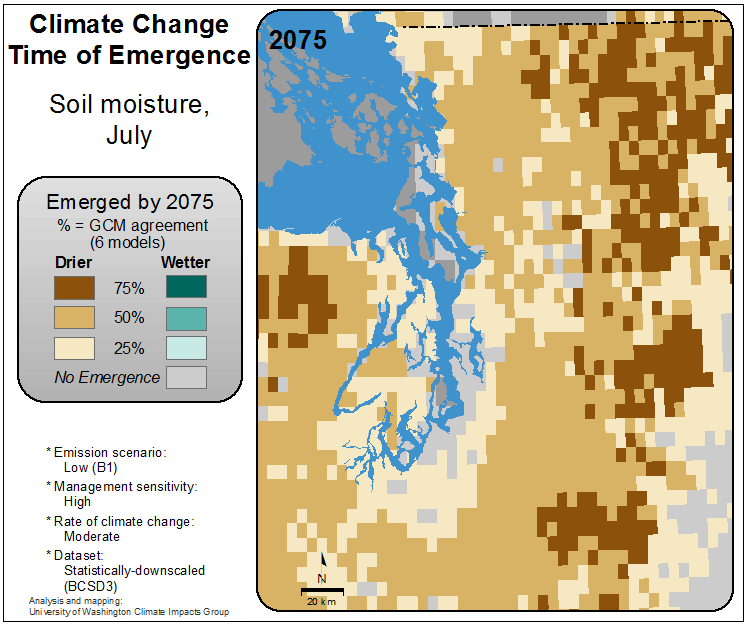 Climate Change
Time of Emergence
Soil moisture,
July
Emerged by 2075
% = GCM agreement
(6 models)
Drier Wetter
75%
50%
25%
No Emergence
* Emission scenario:
Low (B1)
* Management sensitivity:
High
* Rate of climate change:
Moderate
* Dataset:
Statistically-downscaled
(BCSD3)
Analysis and mapping:
University of Washington Climate Impacts Group
2075
N
20 km